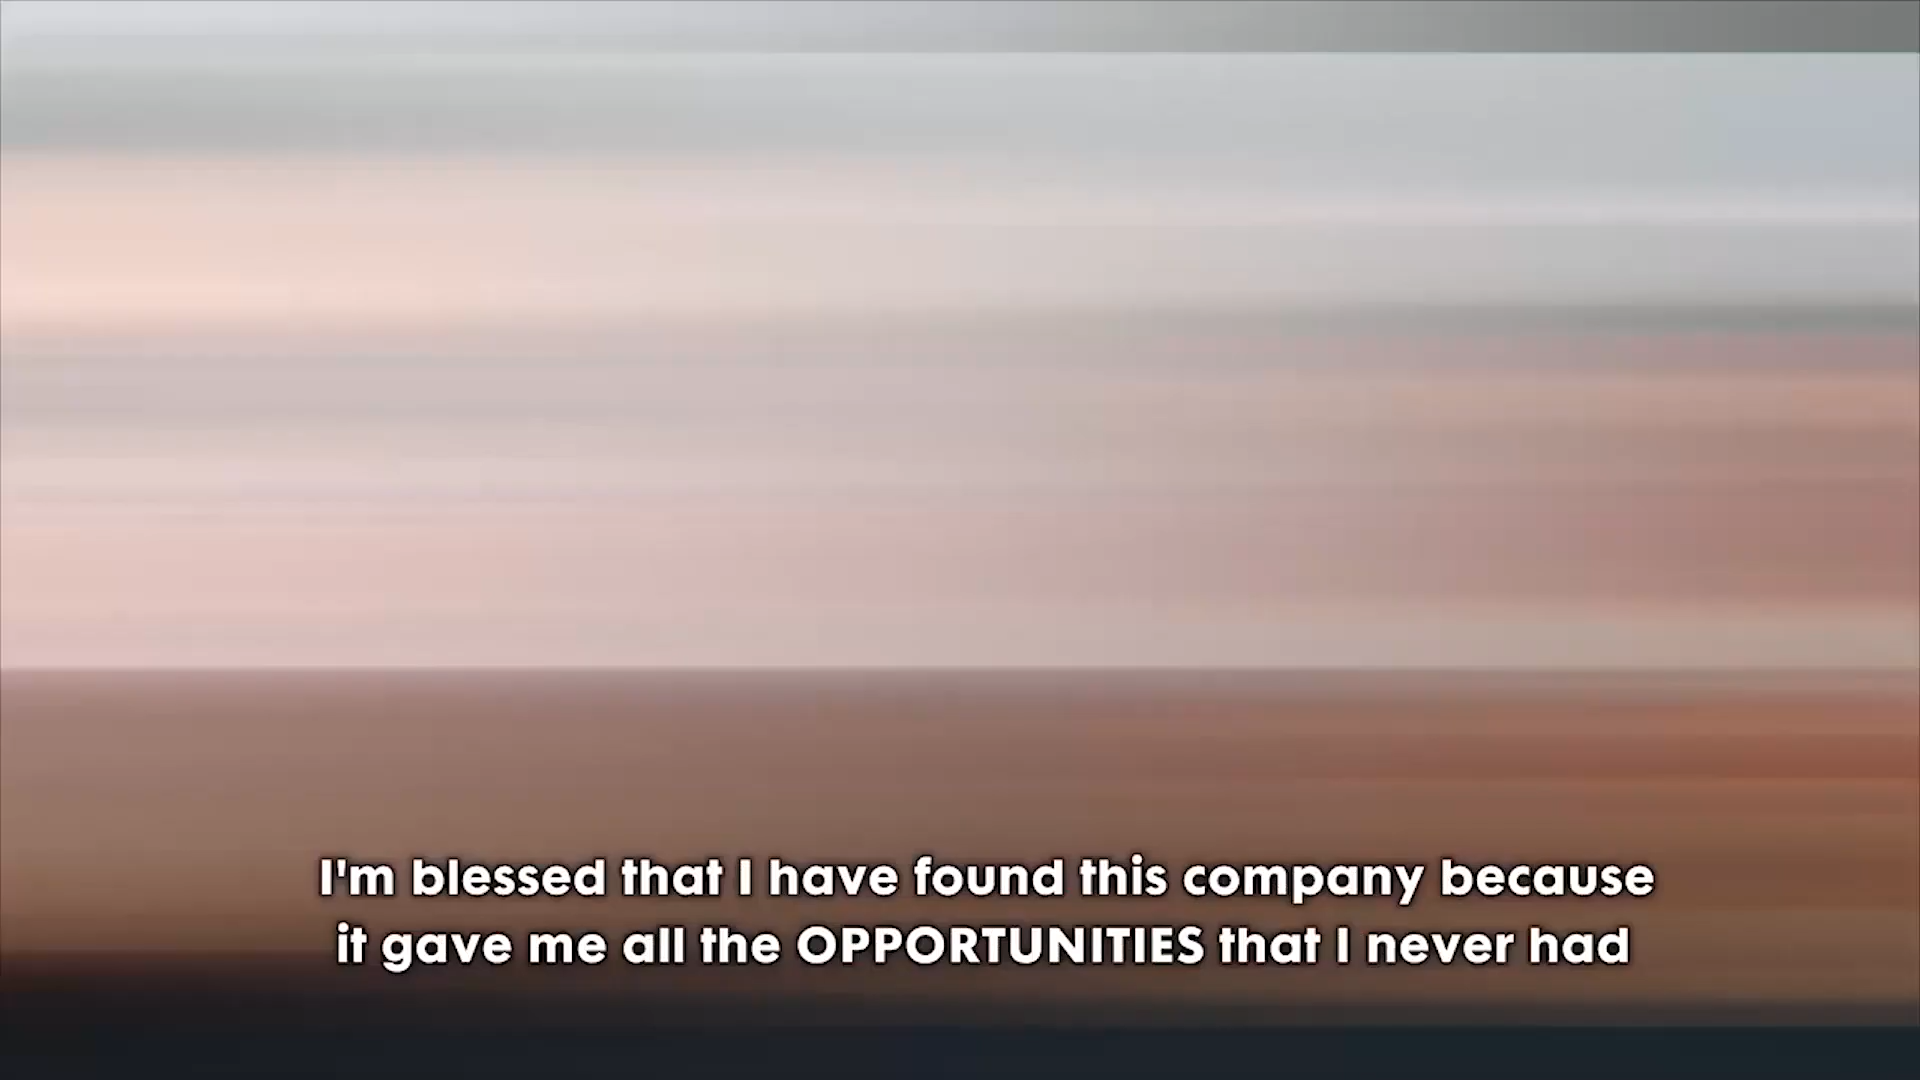 I'm blessed that I have found this company because
it gave me all the OPPORTUNITIES that I never had